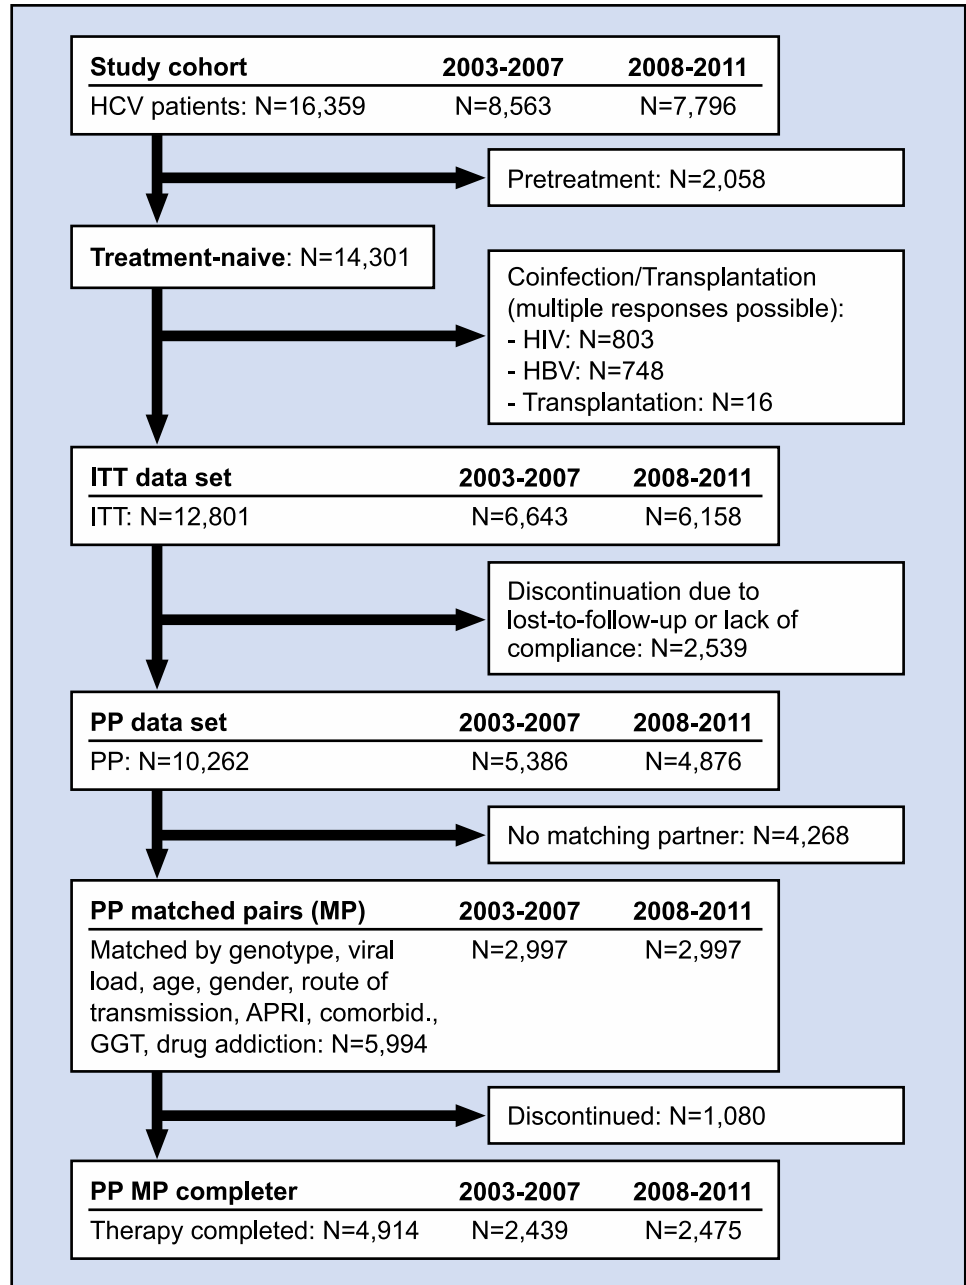 Study cohort 2003-2007 2008-2011
HCV patients: N=16,359 N=8,563 N=7,796
Pretreatment: N=2,058
Treatment-naive: N=14,301
Coinfection/Transplantation
(multiple responses possible):
- HIV: N=803
- HBV: N=748
- Transplantation: N=16
ITT data set 2003-2007 2008-2011
ITT: N=12,801 N=6,643 N=6,158
Discontinuation due to
lost-to-follow-up or lack of
compliance: N=2,539
PP data set 2003-2007 2008-2011
PP: N=10,262 N=5,386 N=4,876
No matching partner: N=4,268
PP matched pairs (MP) 2003-2007 2008-2011
Matched by genotype, viral N=2,997 N=2,997
load, age, gender, route of
transmission, APRI, comorbid.,
GGT, drug addiction: N=5,994
Discontinued: N=1,080
PP MP completer 2003-2007 2008-2011
Therapy completed: N=4,914 N=2,439 N=2,475